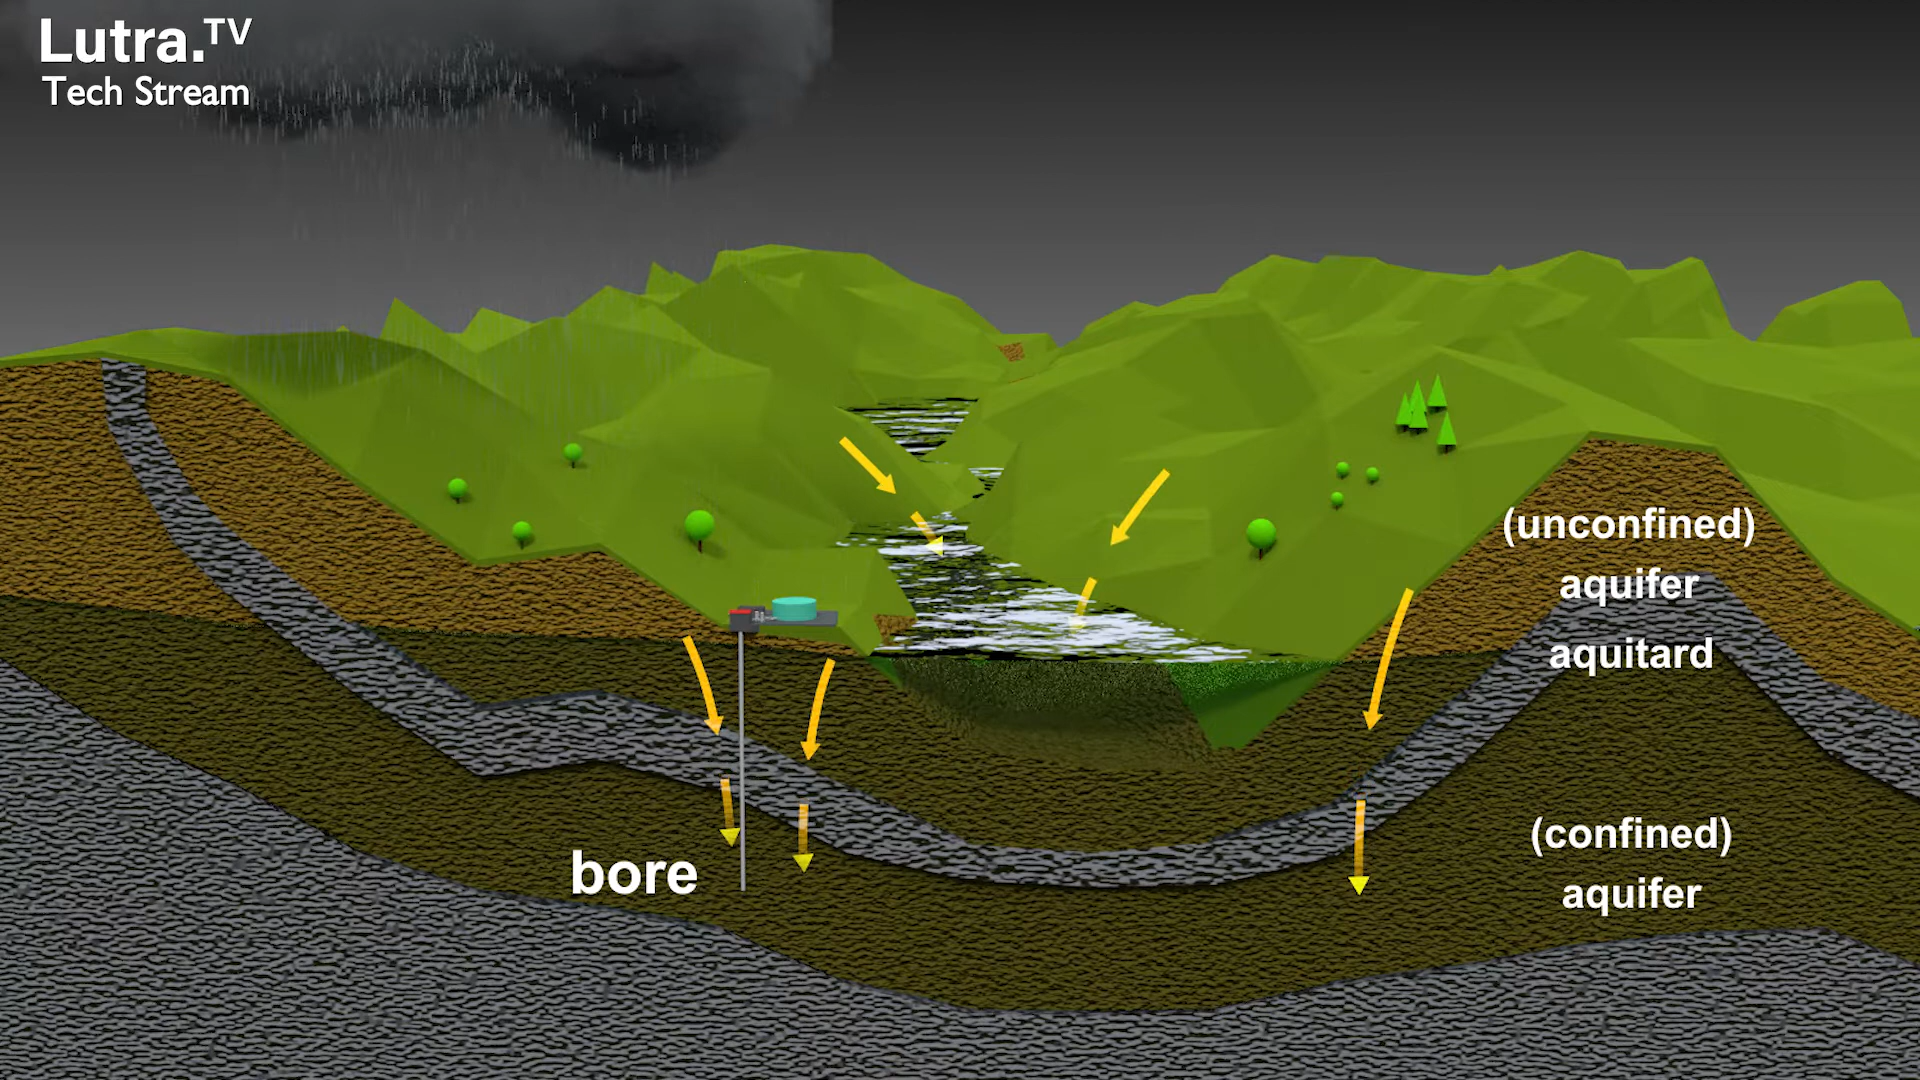 Lutra.TV
Tech Stream
(unconfined)
aquifer
aquitard
(confined)
aquifer
bore